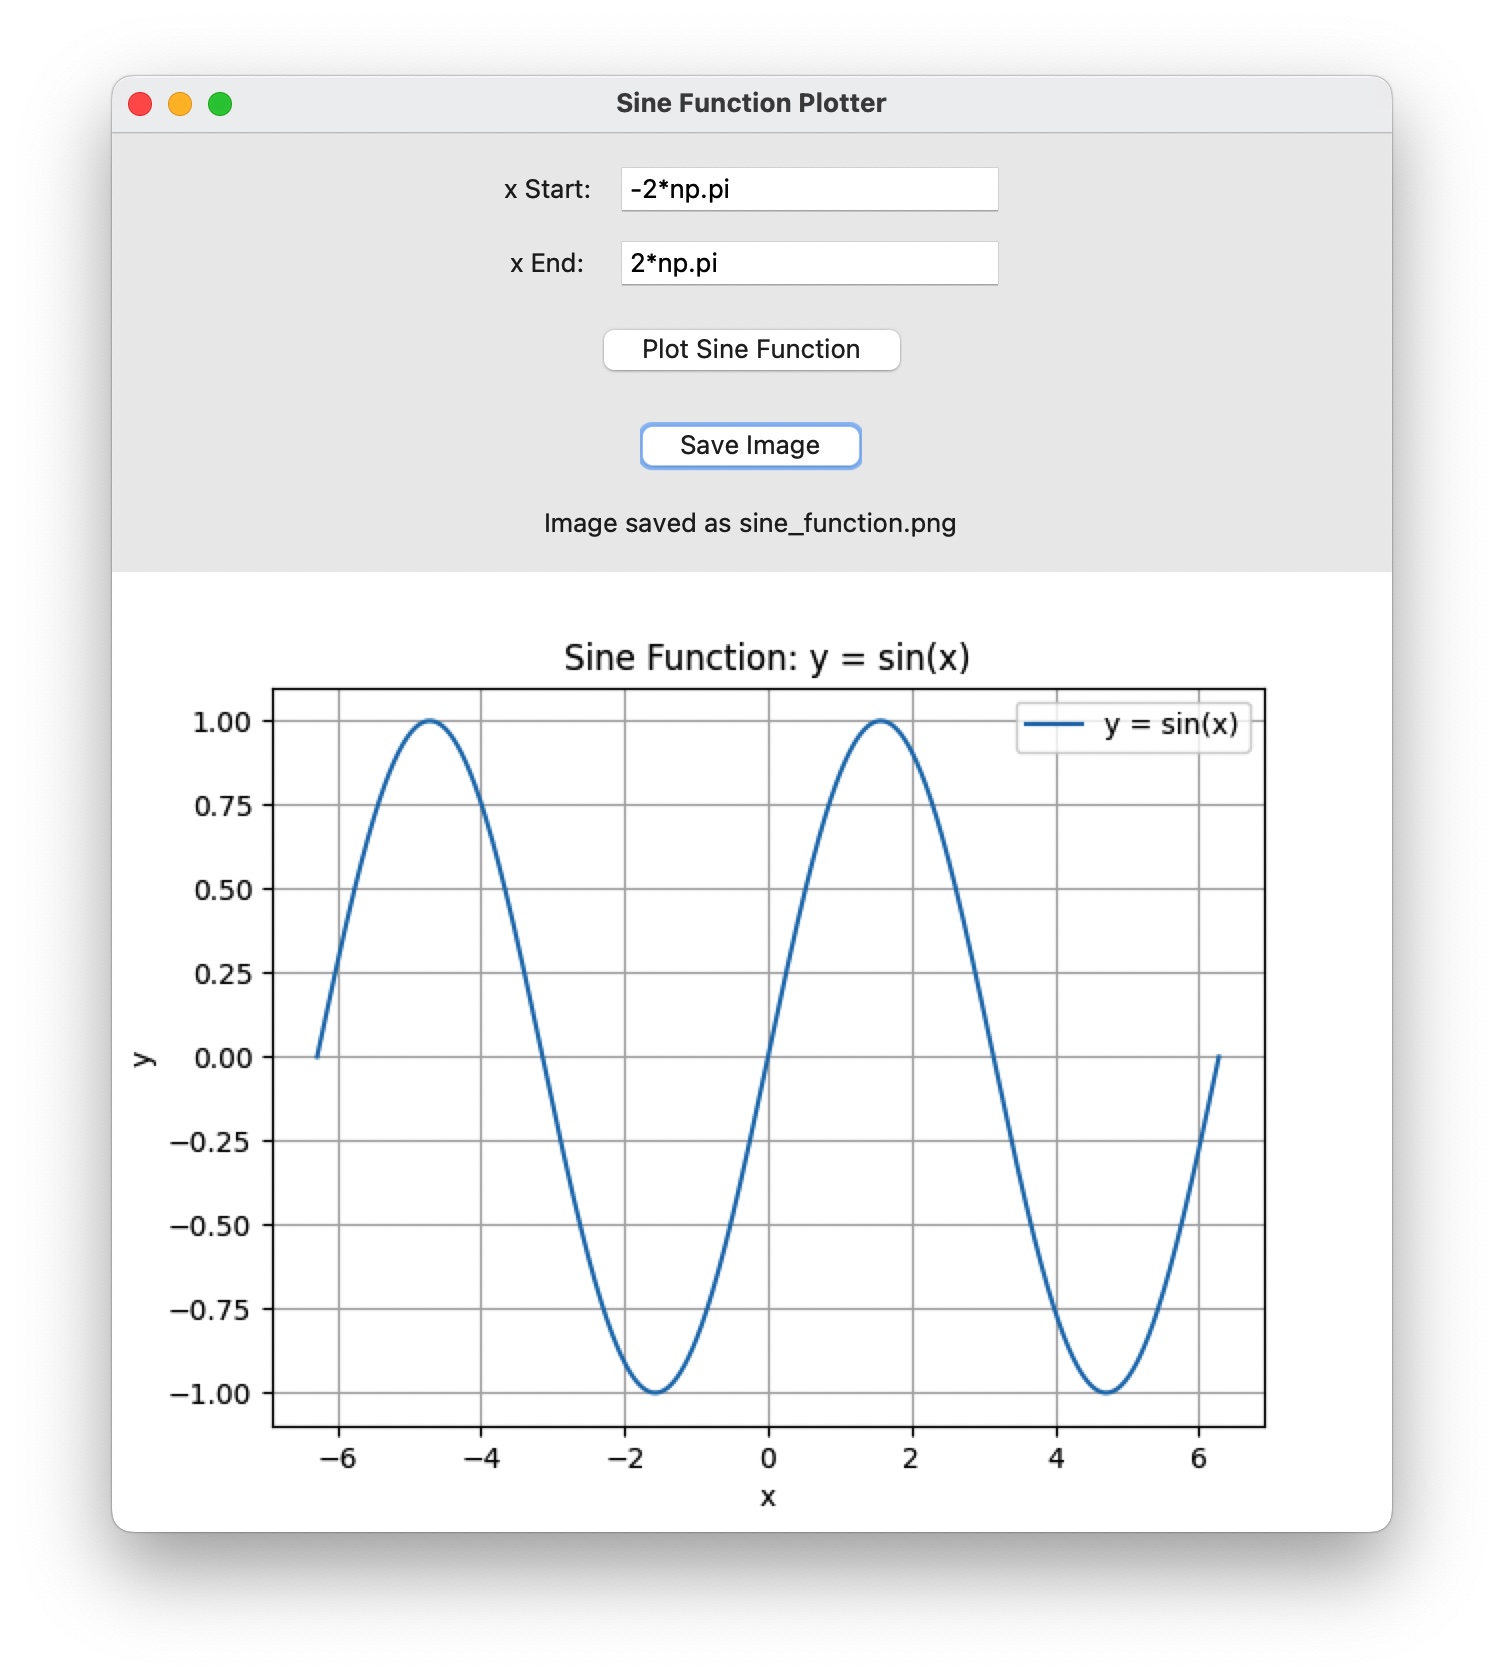 Sine Function Plotter
x Start: -2*np.pi
x End: 2*np.pi
Plot Sine Function
Save Image
Image saved as sine_function.png
Sine Function: y = sin(x)
y = sin(x)
1.00
0.75
0.50
0.25
0.00
−0.25
−0.50
−0.75
−1.00
y
−6 −4 −2 0 2 4 6
x